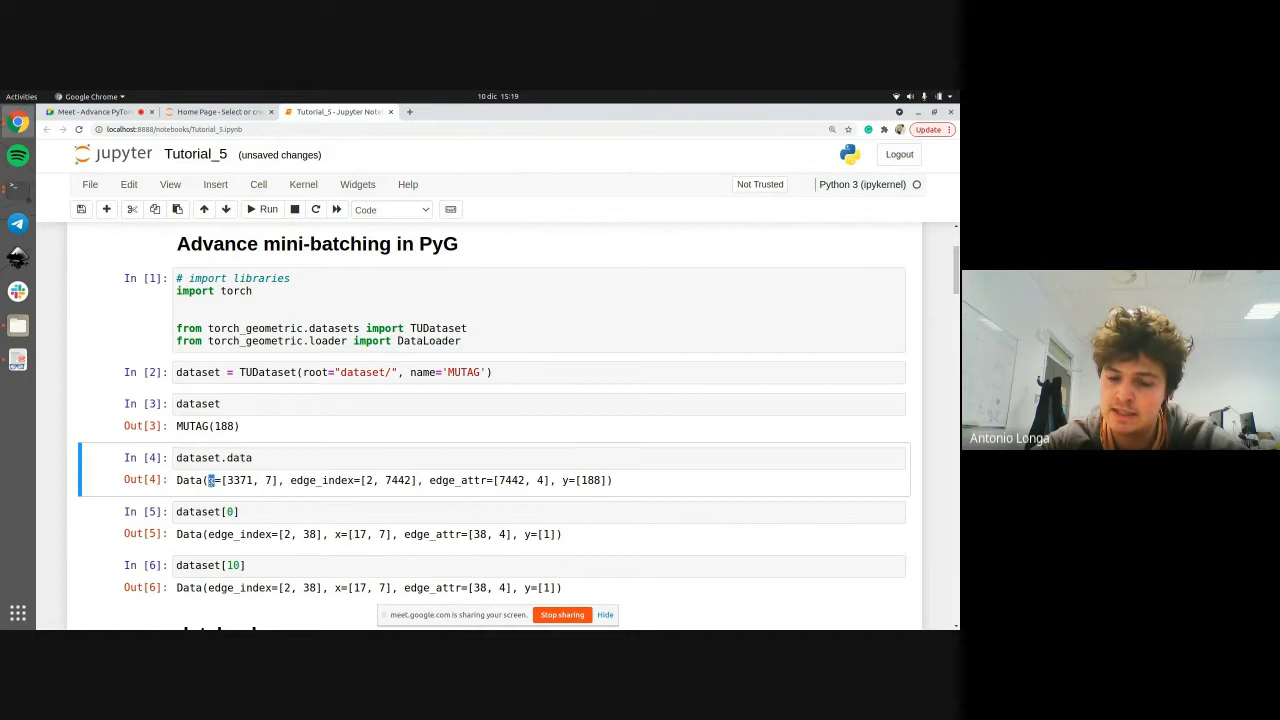 Activities
Google Chrome
10 dic 15:19
Meet - Advance PyTorc
Home Page - Select or cre
Tutorial_5 - Jupyter Note
localhost:8888/notebooks/Tutorial_5.ipynb
Update
jupyter
Tutorial_5
(unsaved changes)
Logout
File
Edit
View
Insert
Cell
Kernel
Widgets
Help
Not Trusted
Python 3 (ipykernel)
Run
Code
Advance mini-batching in PyG
In [1]:
# import libraries
import torch
from torch_geometric.datasets import TUDataset
from torch_geometric.loader import DataLoader
In [2]:
dataset = TUDataset(root="dataset/", name='MUTAG')
In [3]:
dataset
Out[3]:
MUTAG(188)
In [4]:
dataset.data
Out[4]:
Data(x=[3371, 7], edge_index=[2, 7442], edge_attr=[7442, 4], y=[188])
In [5]:
dataset[0]
Out[5]:
Data(edge_index=[2, 38], x=[17, 7], edge_attr=[38, 4], y=[1])
In [6]:
dataset[10]
Out[6]:
Data(edge_index=[2, 38], x=[17, 7], edge_attr=[38, 4], y=[1])
meet.google.com is sharing your screen.
Stop sharing
Hide
Antonio Longa